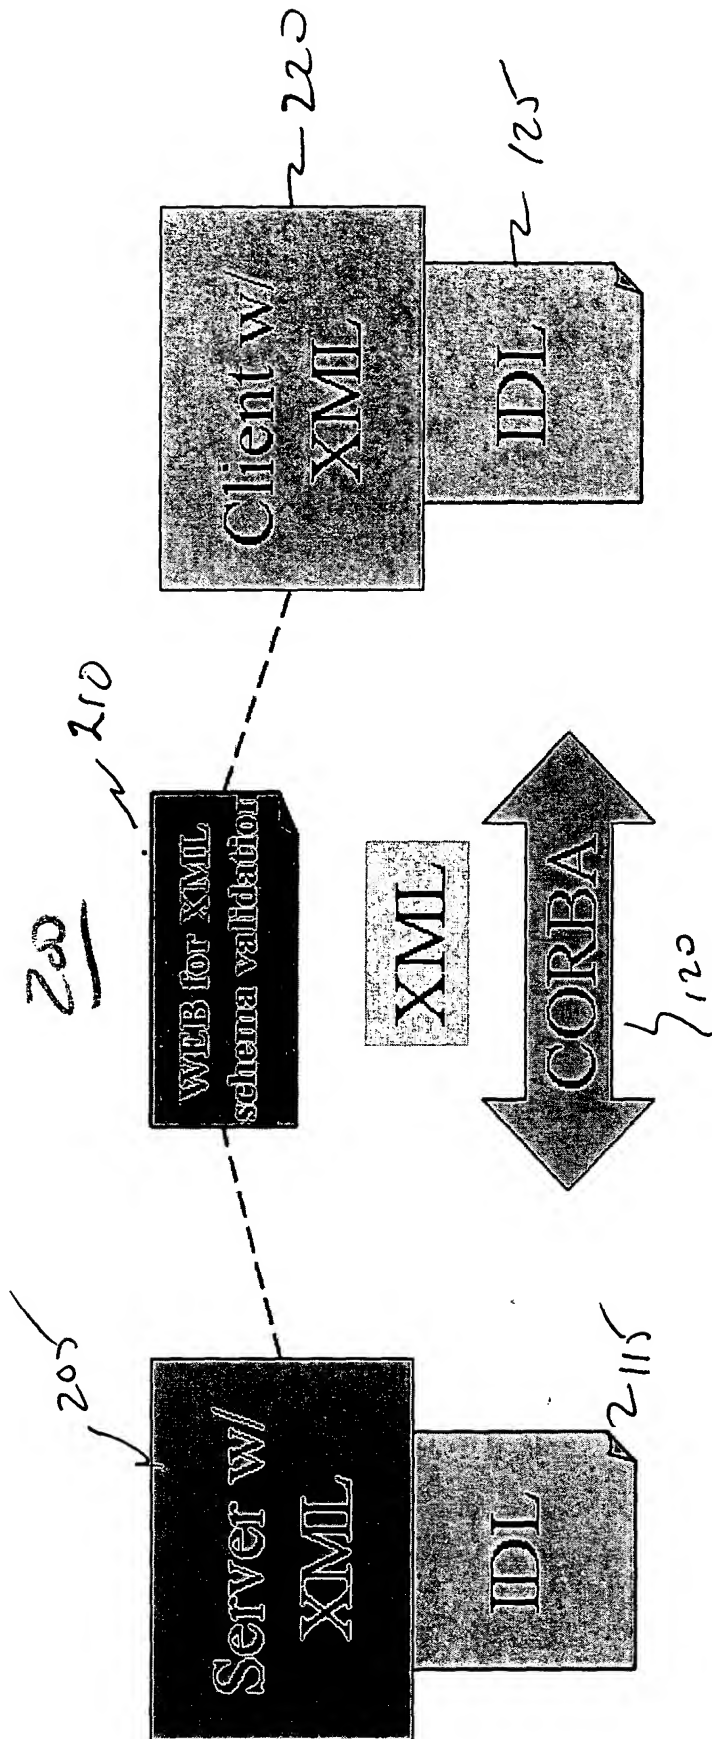 200
205
Server w/
XML
IDL
115
210
WEB for XML
schema validation
XML
CORBA
120
220
Client w/
XML
IDL
125